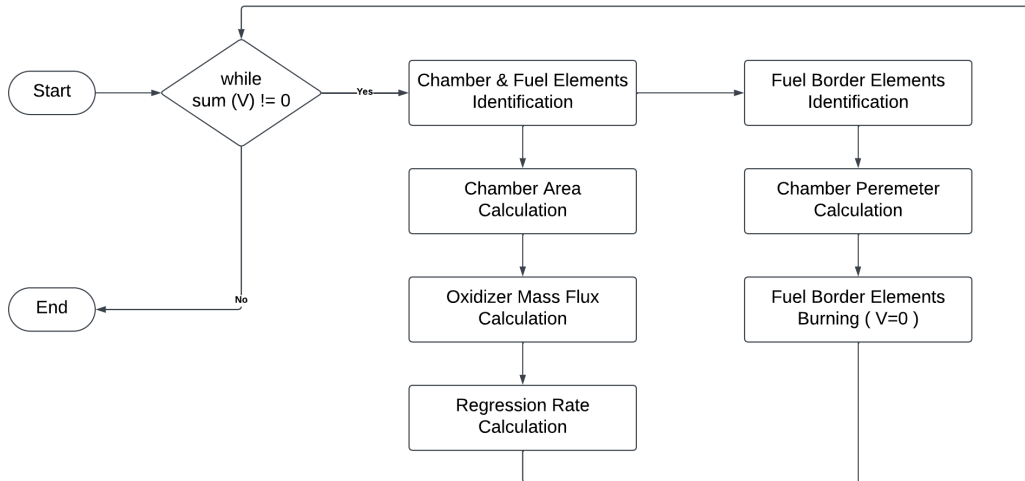 Start
while
sum (V) != 0
Yes
Chamber & Fuel Elements
Identification
Fuel Border Elements
Identification
Chamber Area
Calculation
Chamber Peremeter
Calculation
End
No
Oxidizer Mass Flux
Calculation
Fuel Border Elements
Burning ( V=0 )
Regression Rate
Calculation